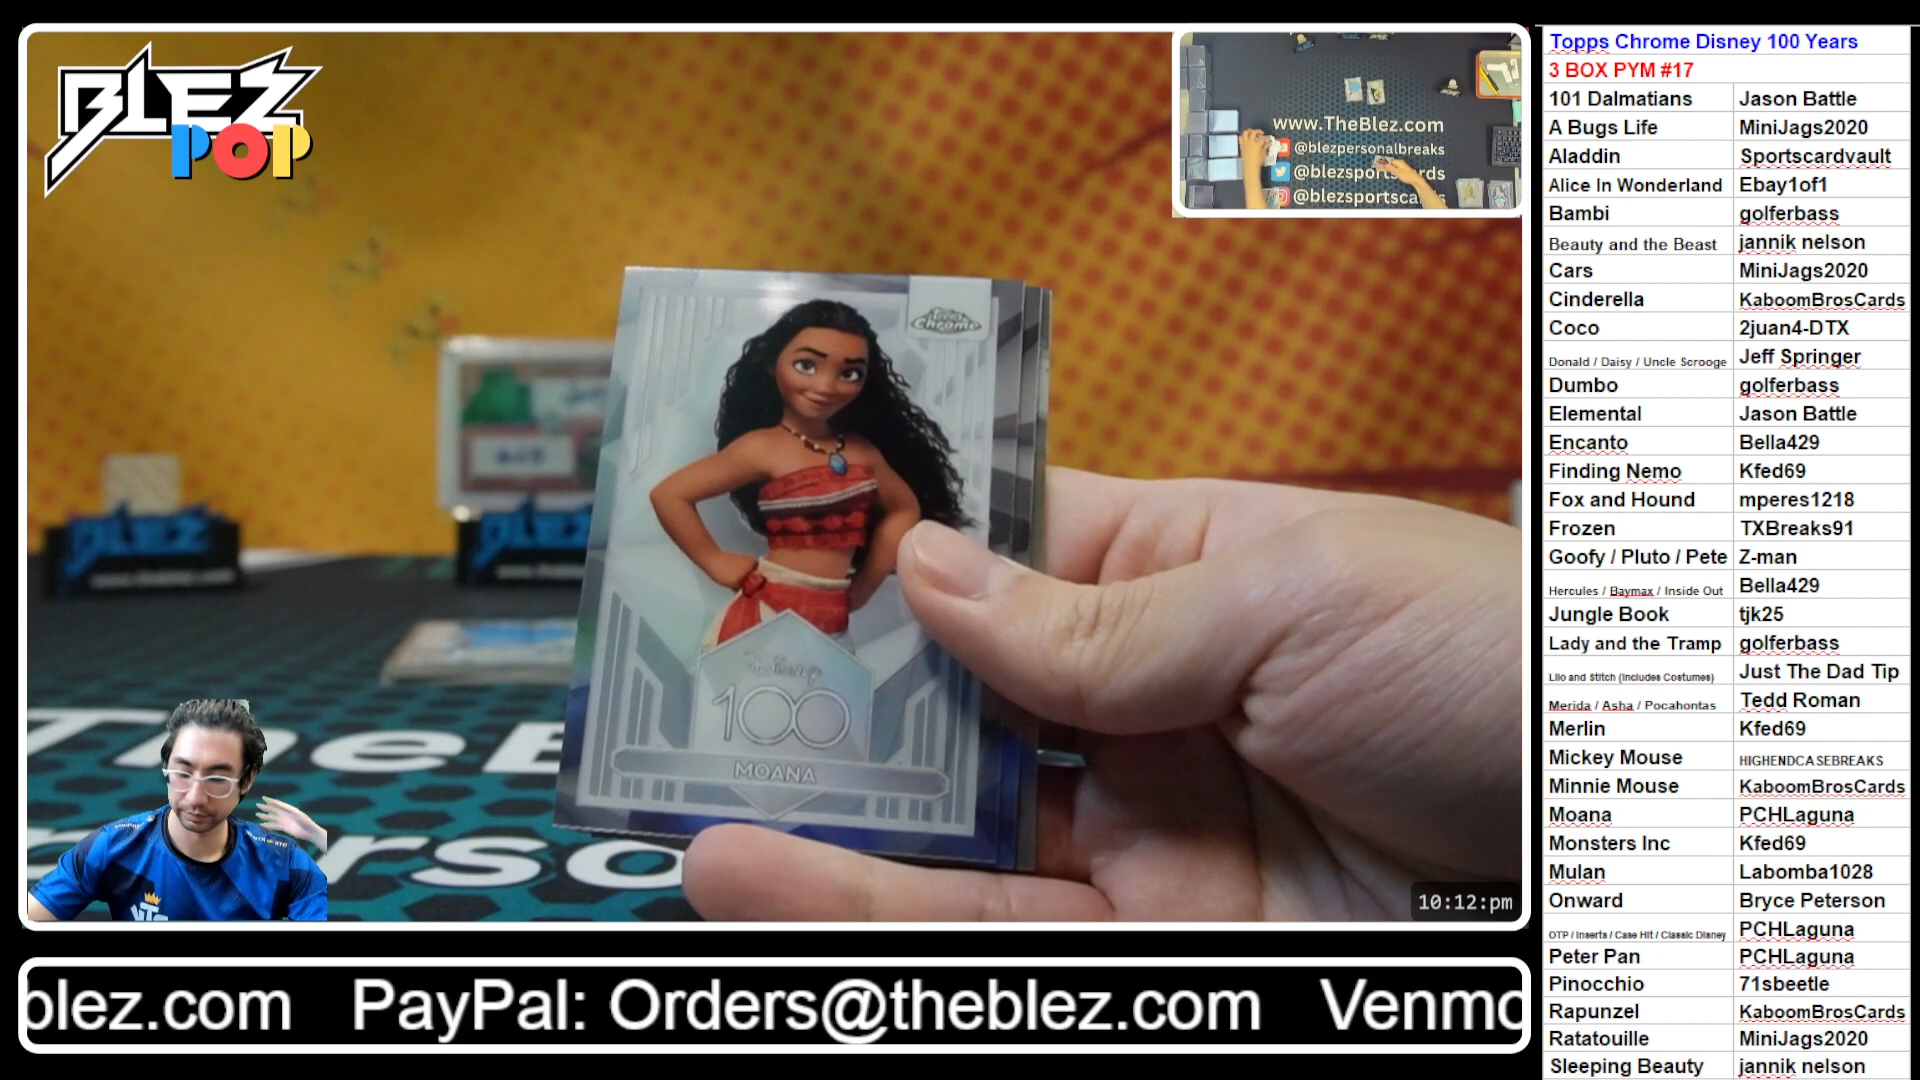 BLEZ
POP
www.TheBlez.com
@blezpersonalbreaks
@blezsportscards
@blezsportsca
Topps
Chrome
Disney
100
MOANA
BLEZ
BLEZ
TheB
erso
10:12:pm
blez.com PayPal: Orders@theblez.com Venmo
Topps Chrome Disney 100 Years
3 BOX PYM #17
101 Dalmatians Jason Battle
A Bugs Life MiniJags2020
Aladdin Sportscardvault
Alice In Wonderland Ebay1of1
Bambi golferbass
Beauty and the Beast jannik nelson
Cars MiniJags2020
Cinderella KaboomBrosCards
Coco 2juan4-DTX
Donald / Daisy / Uncle Scrooge Jeff Springer
Dumbo golferbass
Elemental Jason Battle
Encanto Bella429
Finding Nemo Kfed69
Fox and Hound mperes1218
Frozen TXBreaks91
Goofy / Pluto / Pete Z-man
Hercules / Baymax / Inside Out Bella429
Jungle Book tjk25
Lady and the Tramp golferbass
Lilo and Stitch (Includes Costumes) Just The Dad Tip
Merida / Asha / Pocahontas Tedd Roman
Merlin Kfed69
Mickey Mouse HIGHENDCASEBREAKS
Minnie Mouse KaboomBrosCards
Moana PCHLaguna
Monsters Inc Kfed69
Mulan Labomba1028
Onward Bryce Peterson
OTP / Inserts / Case Hit / Classic Disney PCHLaguna
Peter Pan PCHLaguna
Pinocchio 71sbeetle
Rapunzel KaboomBrosCards
Ratatouille MiniJags2020
Sleeping Beauty jannik nelson